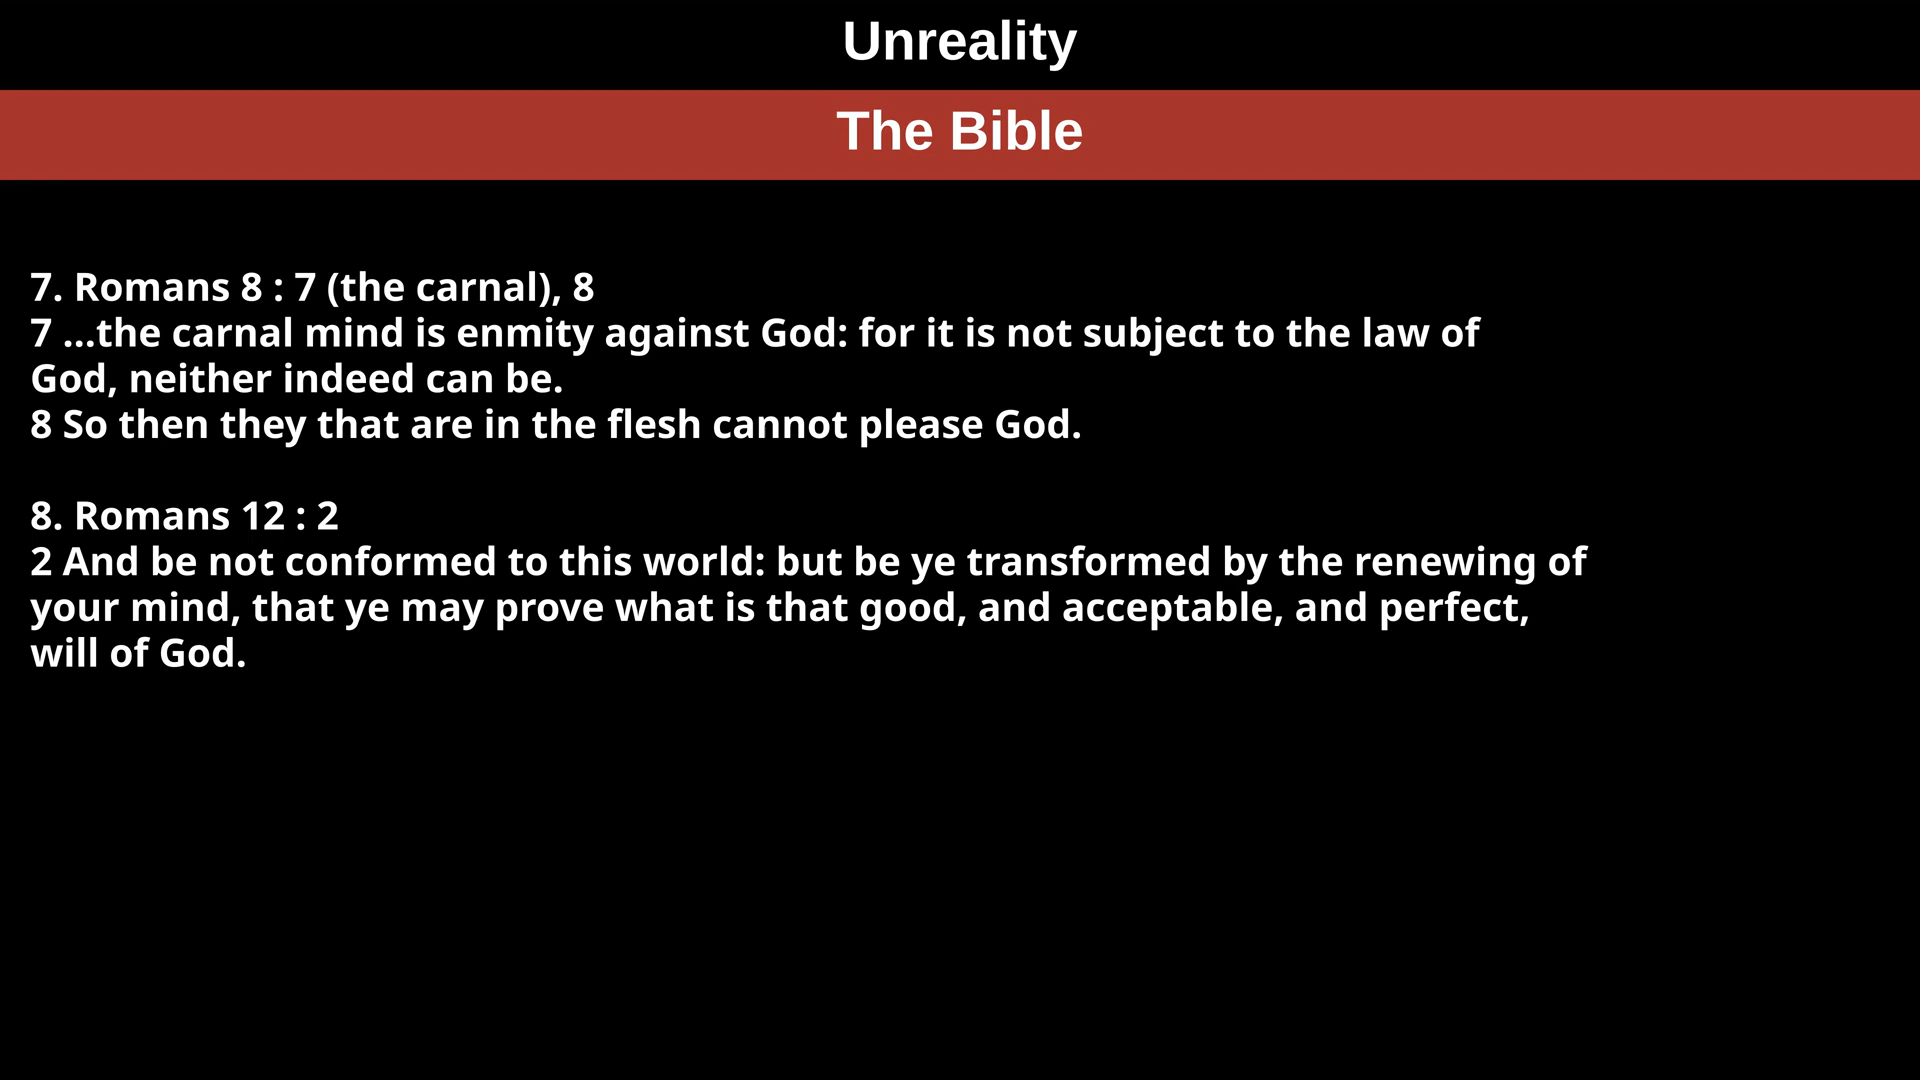 Unreality
The Bible
7. Romans 8 : 7 (the carnal), 8
7 ...the carnal mind is enmity against God: for it is not subject to the law of
God, neither indeed can be.
8 So then they that are in the flesh cannot please God.
8. Romans 12 : 2
2 And be not conformed to this world: but be ye transformed by the renewing of
your mind, that ye may prove what is that good, and acceptable, and perfect,
will of God.